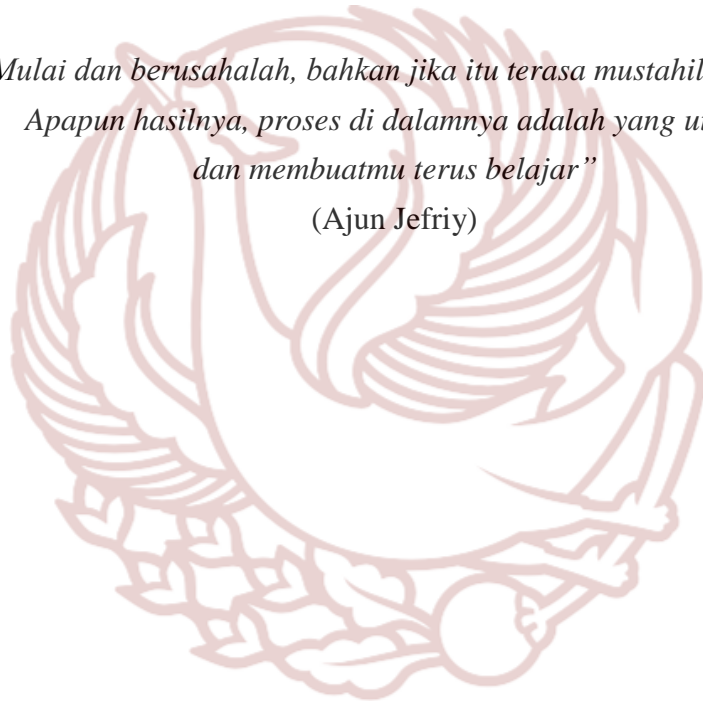 Mulai dan berusahalah, bahkan jika itu terasa mustahil
Apapun hasilnya, proses di dalamnya adalah yang
dan membuatmu terus belajar”
(Ajun Jefriy)